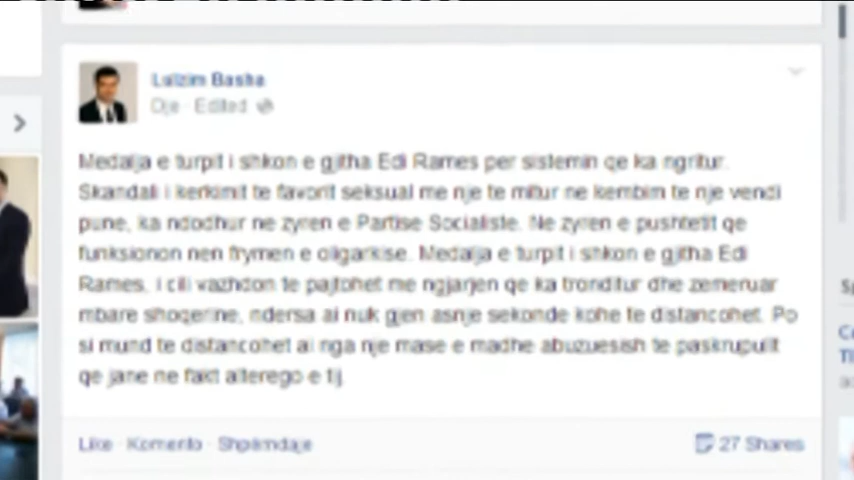 Lulzim Basha
Dje · Edited
Medalja e turpit i shkon e gjitha Edi Rames per sistemin qe ka ngritur.
Skandali i kerkimit te favorit seksual me nje te mitur ne kembim te nje vendi
pune, ka ndodhur ne zyren e Partise Socialiste. Ne zyren e pushtetit qe
funksionon nen frymen e oligarkise. Medalja e turpit i shkon e gjitha Edi
Rames, i cili vazhdon te pajtohet me ngjarjen qe ka tronditur dhe zemeruar
mbare shoqerine, ndersa ai nuk gjen asnje sekonde kohe te distancohet. Po
si mund te distancohet ai nga nje mase e madhe abuzuesish te paskrupullt
qe jane ne fakt alterego e tij.
Like · Komento · Shpërndaje
27 Shares